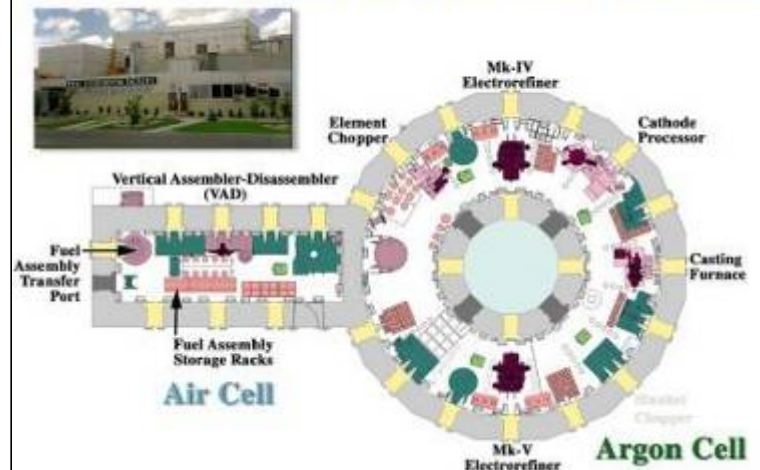 Mk-IV
Electrorefiner
Element
Chopper
Cathode
Processor
Vertical Assembler-Disassembler
(VAD)
Fuel
Assembly
Transfer
Port
Casting
Furnace
Fuel Assembly
Storage Racks
Air Cell
Chopper
Mk-V
Electrorefiner
Argon Cell